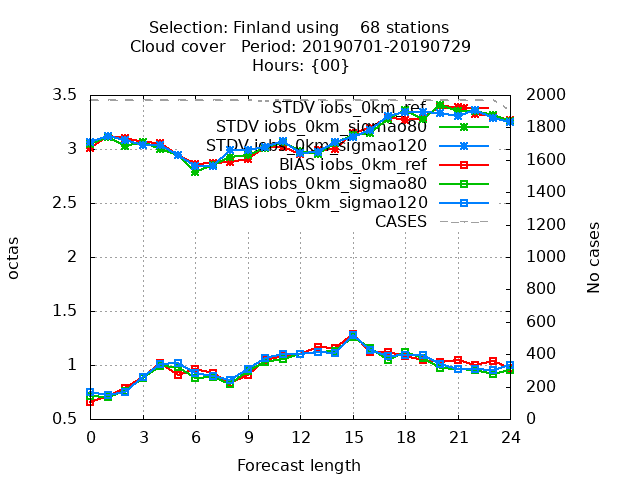 Selection: Finland using    68 stations
Cloud cover   Period: 20190701-20190729
Hours: {00}
3.5
3
2.5
2
1.5
1
0.5
octas
2000
1800
1600
1400
1200
1000
800
600
400
200
0
No cases
STDV iobs_0km_ref
STDV iobs_0km_sigmao80
STDV iobs_0km_sigmao120
BIAS iobs_0km_ref
BIAS iobs_0km_sigmao80
BIAS iobs_0km_sigmao120
CASES
0 3 6 9 12 15 18 21 24
Forecast length